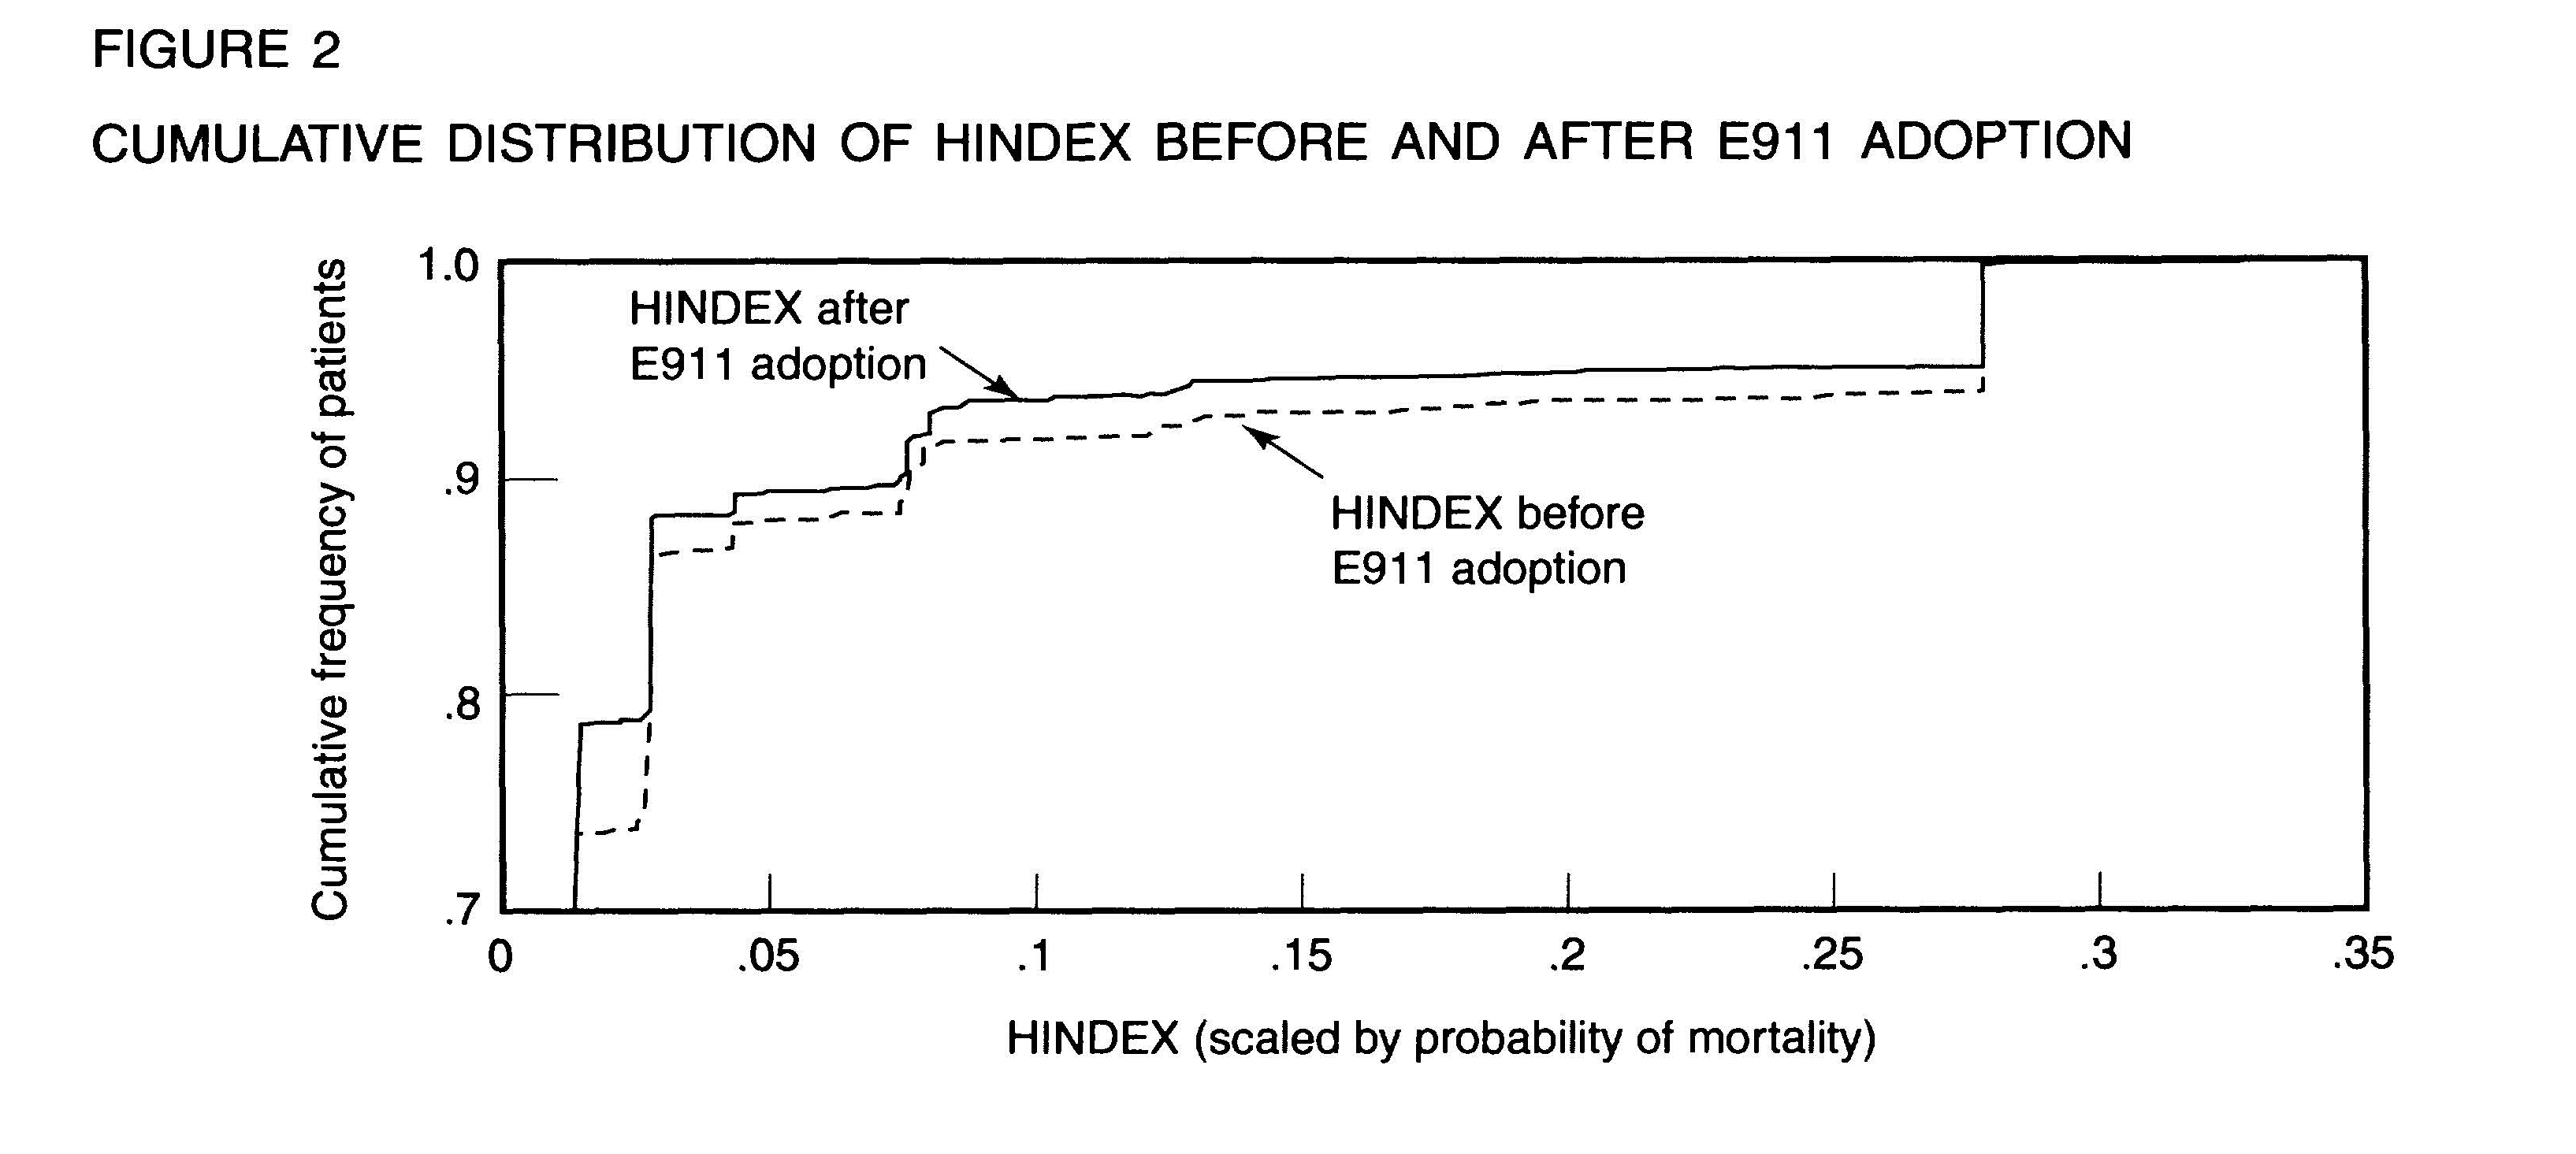 FIGURE 2
CUMULATIVE DISTRIBUTION OF HINDEX BEFORE AND AFTER E911 ADOPTION
Cumulative frequency of patients
1.0
.9
.8
.7
HINDEX after
E911 adoption
HINDEX before
E911 adoption
0 .05 .1 .15 .2 .25 .3 .35
HINDEX (scaled by probability of mortality)